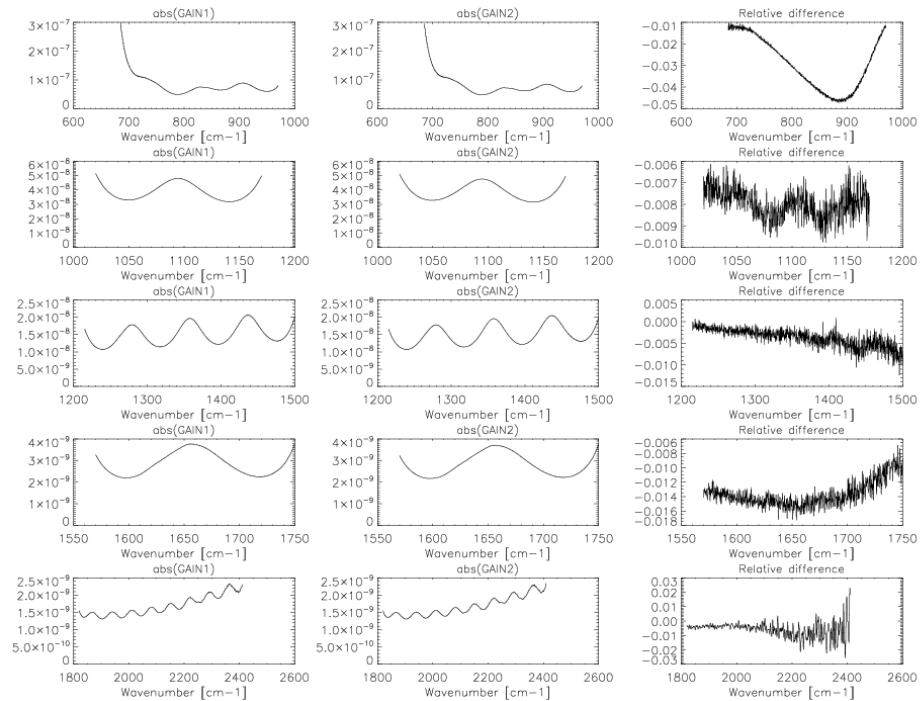 abs(GAIN1) abs(GAIN2) Relative difference
3×10⁻⁷ 3×10⁻⁷ −0.01
2×10⁻⁷ 2×10⁻⁷ −0.02
−0.03
1×10⁻⁷ 1×10⁻⁷ −0.04
0 0 −0.05
600 700 800 900 1000 600 700 800 900 1000 600 700 800 900 1000
Wavenumber [cm−1] Wavenumber [cm−1] Wavenumber [cm−1]
abs(GAIN1) abs(GAIN2) Relative difference
6×10⁻⁸ 6×10⁻⁸ −0.006
5×10⁻⁸ 5×10⁻⁸ −0.007
4×10⁻⁸ 4×10⁻⁸ −0.008
3×10⁻⁸ 3×10⁻⁸ −0.009
2×10⁻⁸ 2×10⁻⁸ −0.010
1×10⁻⁸ 1×10⁻⁸
0 0
1000 1050 1100 1150 1200 1000 1050 1100 1150 1200 1000 1050 1100 1150 1200
Wavenumber [cm−1] Wavenumber [cm−1] Wavenumber [cm−1]
abs(GAIN1) abs(GAIN2) Relative difference
2.5×10⁻⁸ 2.5×10⁻⁸ 0.005
2.0×10⁻⁸ 2.0×10⁻⁸ 0.000
1.5×10⁻⁸ 1.5×10⁻⁸ −0.005
1.0×10⁻⁸ 1.0×10⁻⁸ −0.010
5.0×10⁻⁹ 5.0×10⁻⁹ −0.015
0 0
1200 1300 1400 1500 1200 1300 1400 1500 1200 1300 1400 1500
Wavenumber [cm−1] Wavenumber [cm−1] Wavenumber [cm−1]
abs(GAIN1) abs(GAIN2) Relative difference
4×10⁻⁹ 4×10⁻⁹ −0.006
3×10⁻⁹ 3×10⁻⁹ −0.008
2×10⁻⁹ 2×10⁻⁹ −0.010
1×10⁻⁹ 1×10⁻⁹ −0.012
0 0 −0.014
−0.016
−0.018
1550 1600 1650 1700 1750 1550 1600 1650 1700 1750 1550 1600 1650 1700 1750
Wavenumber [cm−1] Wavenumber [cm−1] Wavenumber [cm−1]
abs(GAIN1) abs(GAIN2) Relative difference
2.5×10⁻⁹ 2.5×10⁻⁹ 0.03
2.0×10⁻⁹ 2.0×10⁻⁹ 0.02
1.5×10⁻⁹ 1.5×10⁻⁹ 0.01
1.0×10⁻⁹ 1.0×10⁻⁹ 0.00
5.0×10⁻¹⁰ 5.0×10⁻¹⁰ −0.01
0 0 −0.02
−0.03
1800 2000 2200 2400 2600 1800 2000 2200 2400 2600 1800 2000 2200 2400 2600
Wavenumber [cm−1] Wavenumber [cm−1] Wavenumber [cm−1]